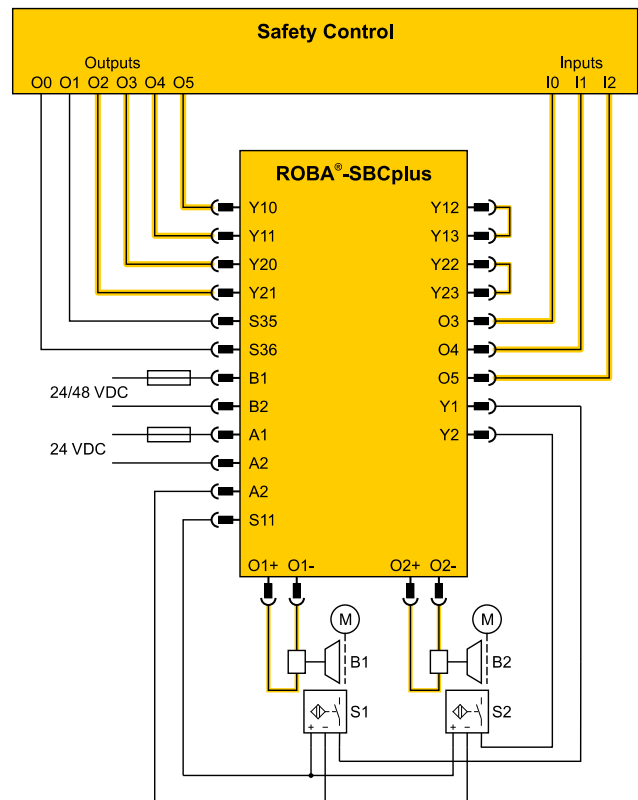 Safety Control
Outputs Inputs
O0 O1 O2 O3 O4 O5 I0 I1 I2
ROBA®-SBCplus
Y10 Y12
Y11 Y13
Y20 Y22
Y21 Y23
S35 O3
S36 O4
B1 O5
24/48 VDC
B2 Y1
A1 Y2
24 VDC
A2
A2
S11
O1+ O1- O2+ O2-
M M
B1 B2
S1 S2
+ - + -